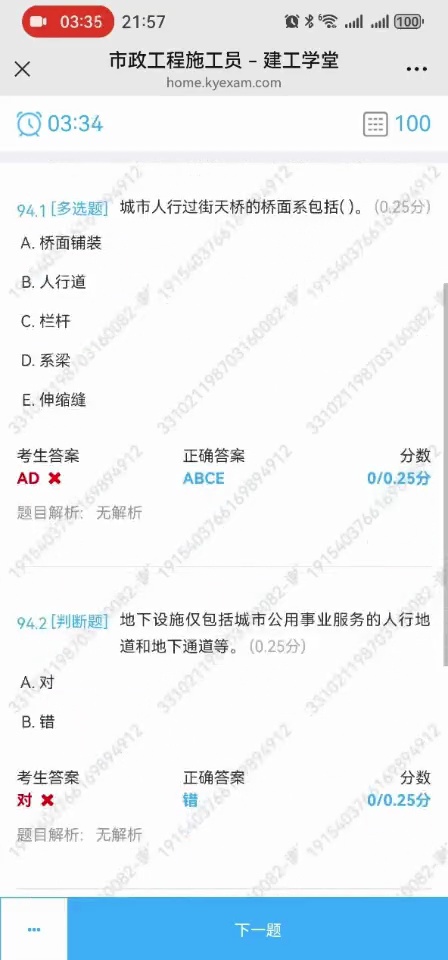 03:35 21:57 100
市政工程施工员 – 建工学堂
home.kyexam.com
03:34 100
94.1 [多选题] 城市人行过街天桥的桥面系包括( )。 (0.25分)
A. 桥面铺装
B. 人行道
C. 栏杆
D. 系梁
E. 伸缩缝
考生答案 正确答案 分数
AD ABCE 0/0.25分
题目解析: 无解析
94.2 [判断题] 地下设施仅包括城市公用事业服务的人行地
道和地下通道等。 (0.25分)
A. 对
B. 错
考生答案 正确答案 分数
对 错 0/0.25分
题目解析: 无解析
下一题